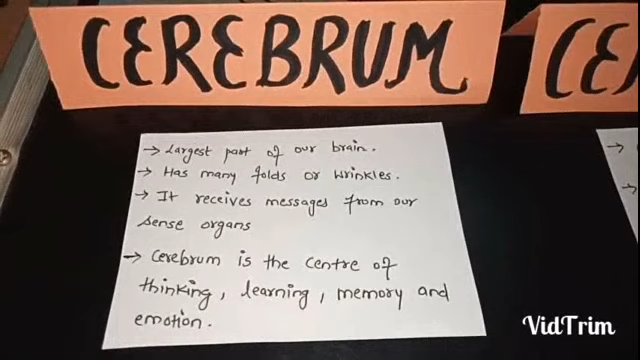 CEREBRUM
CE
→ Largest part of our brain.
→ Has many folds or wrinkles.
→ It receives messages from our
sense organs
→ Cerebrum is the centre of
thinking, learning, memory and
emotion.
→
→
VidTrim